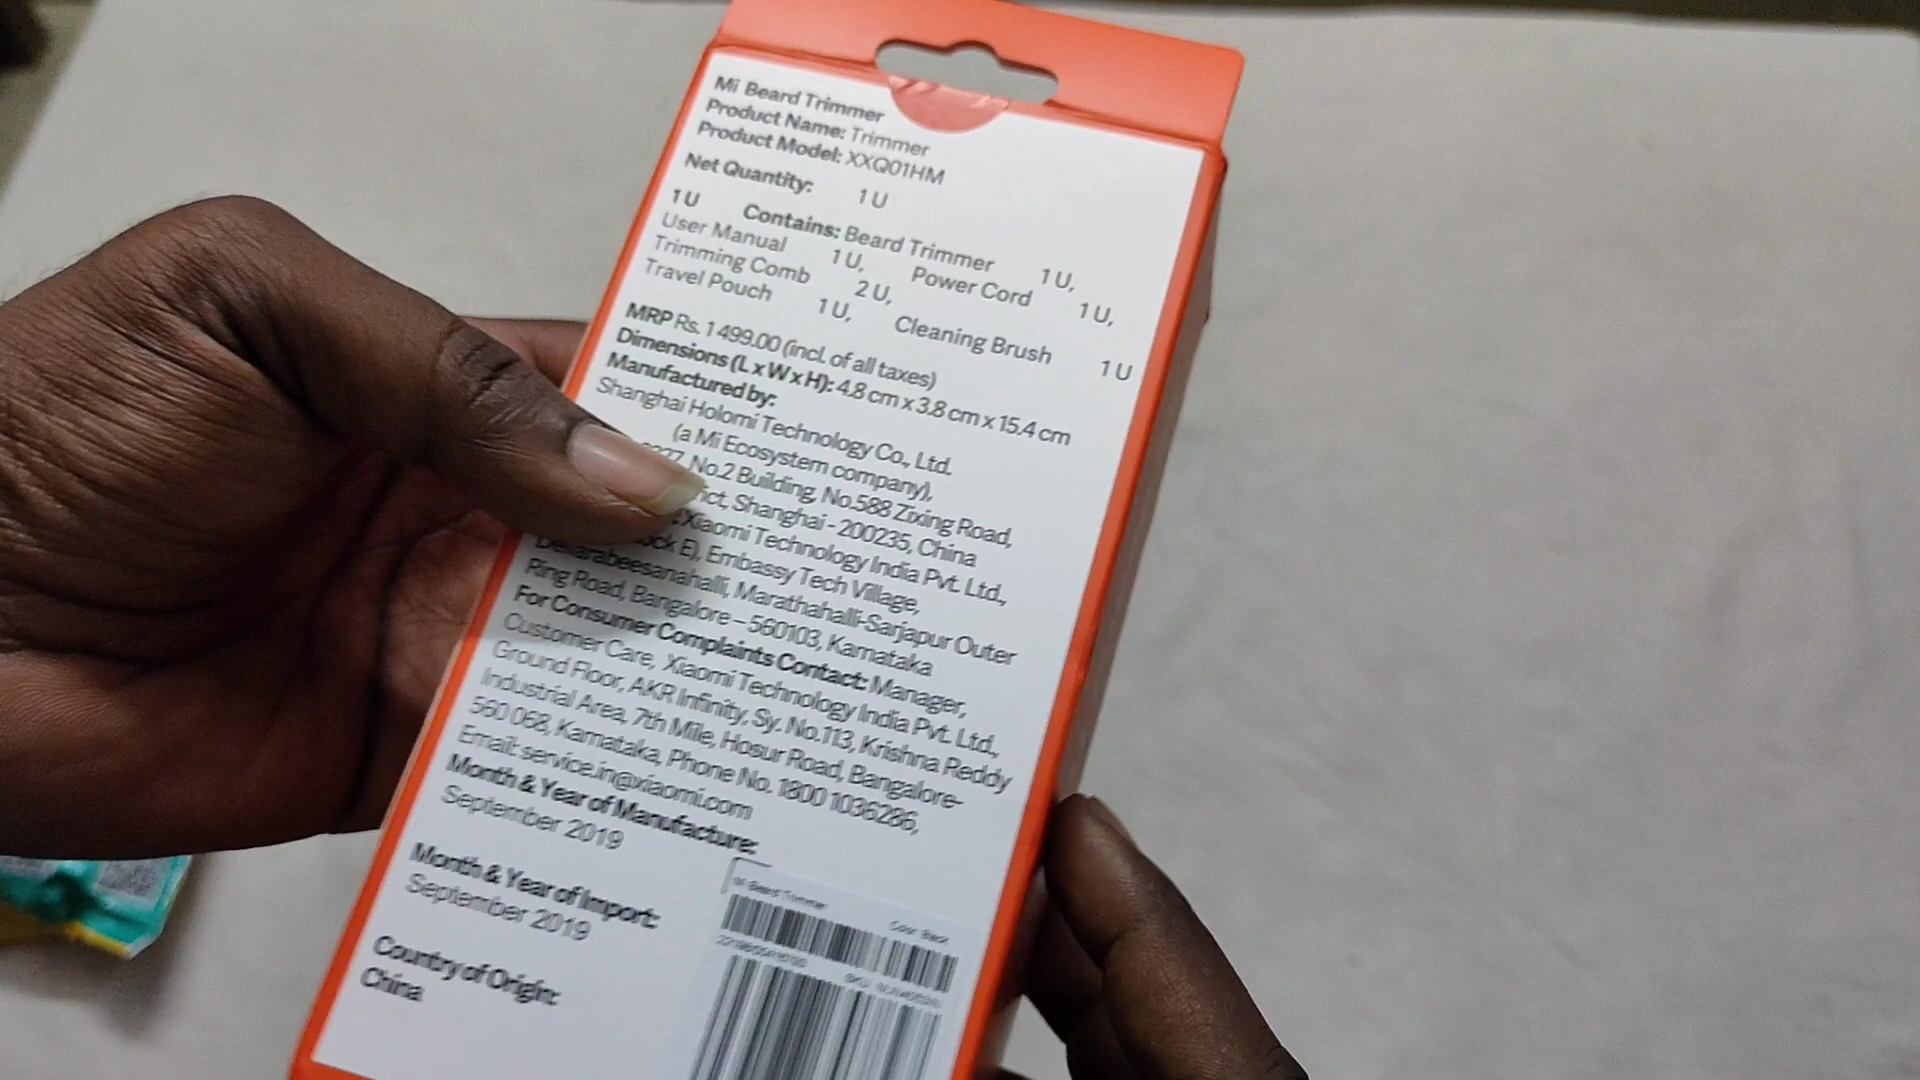 Mi Beard Trimmer
Product Name: Trimmer
Product Model: XXQ01HM
Net Quantity: 1 U
1 U Contains: Beard Trimmer 1 U,
User Manual 1 U, Power Cord 1 U,
Trimming Comb 2 U, Cleaning Brush 1 U
Travel Pouch 1 U,
MRP Rs. 1 499.00 (incl. of all taxes)
Dimensions (L x W x H): 4.8 cm x 3.8 cm x 15.4 cm
Manufactured by:
Shanghai Holomi Technology Co., Ltd.
(a Mi Ecosystem company),
No.2 Building, No.588 Zixing Road,
Shanghai - 200235, China
Xiaomi Technology India Pvt. Ltd.,
E), Embassy Tech Village,
Marathahalli-Sarjapur Outer
Ring Road, Bangalore – 560103, Karnataka
For Consumer Complaints Contact: Manager,
Customer Care, Xiaomi Technology India Pvt. Ltd.,
Ground Floor, AKR Infinity, Sy. No.113, Krishna Reddy
Industrial Area, 7th Mile, Hosur Road, Bangalore-
560 068, Karnataka, Phone No. 1800 1036286,
Email: service.in@xiaomi.com
Month & Year of Manufacture:
September 2019
Month & Year of Import:
September 2019
Country of Origin:
China
Mi Beard Trimmer
Color: Black
SKU